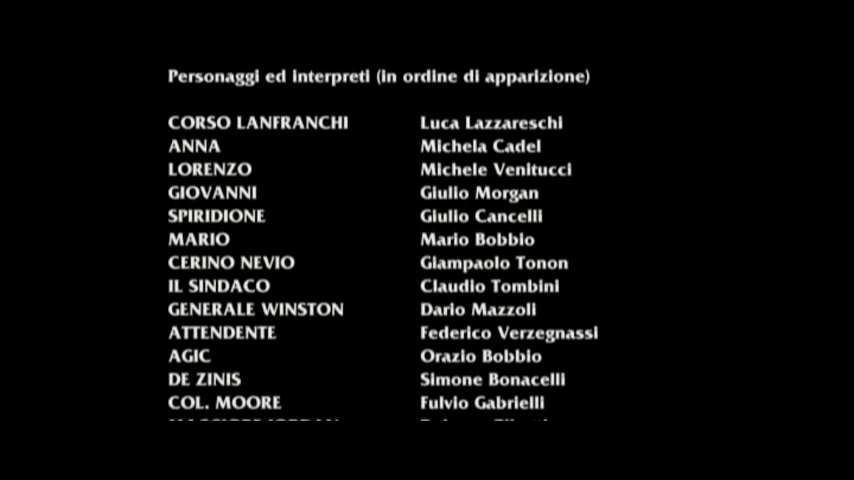 Personaggi ed interpreti (in ordine di apparizione)
CORSO LANFRANCHI Luca Lazzareschi
ANNA Michela Cadel
LORENZO Michele Venitucci
GIOVANNI Giulio Morgan
SPIRIDIONE Giulio Cancelli
MARIO Mario Bobbio
CERINO NEVIO Giampaolo Tonon
IL SINDACO Claudio Tombini
GENERALE WINSTON Dario Mazzoli
ATTENDENTE Federico Verzegnassi
AGIC Orazio Bobbio
DE ZINIS Simone Bonacelli
COL. MOORE Fulvio Gabrielli